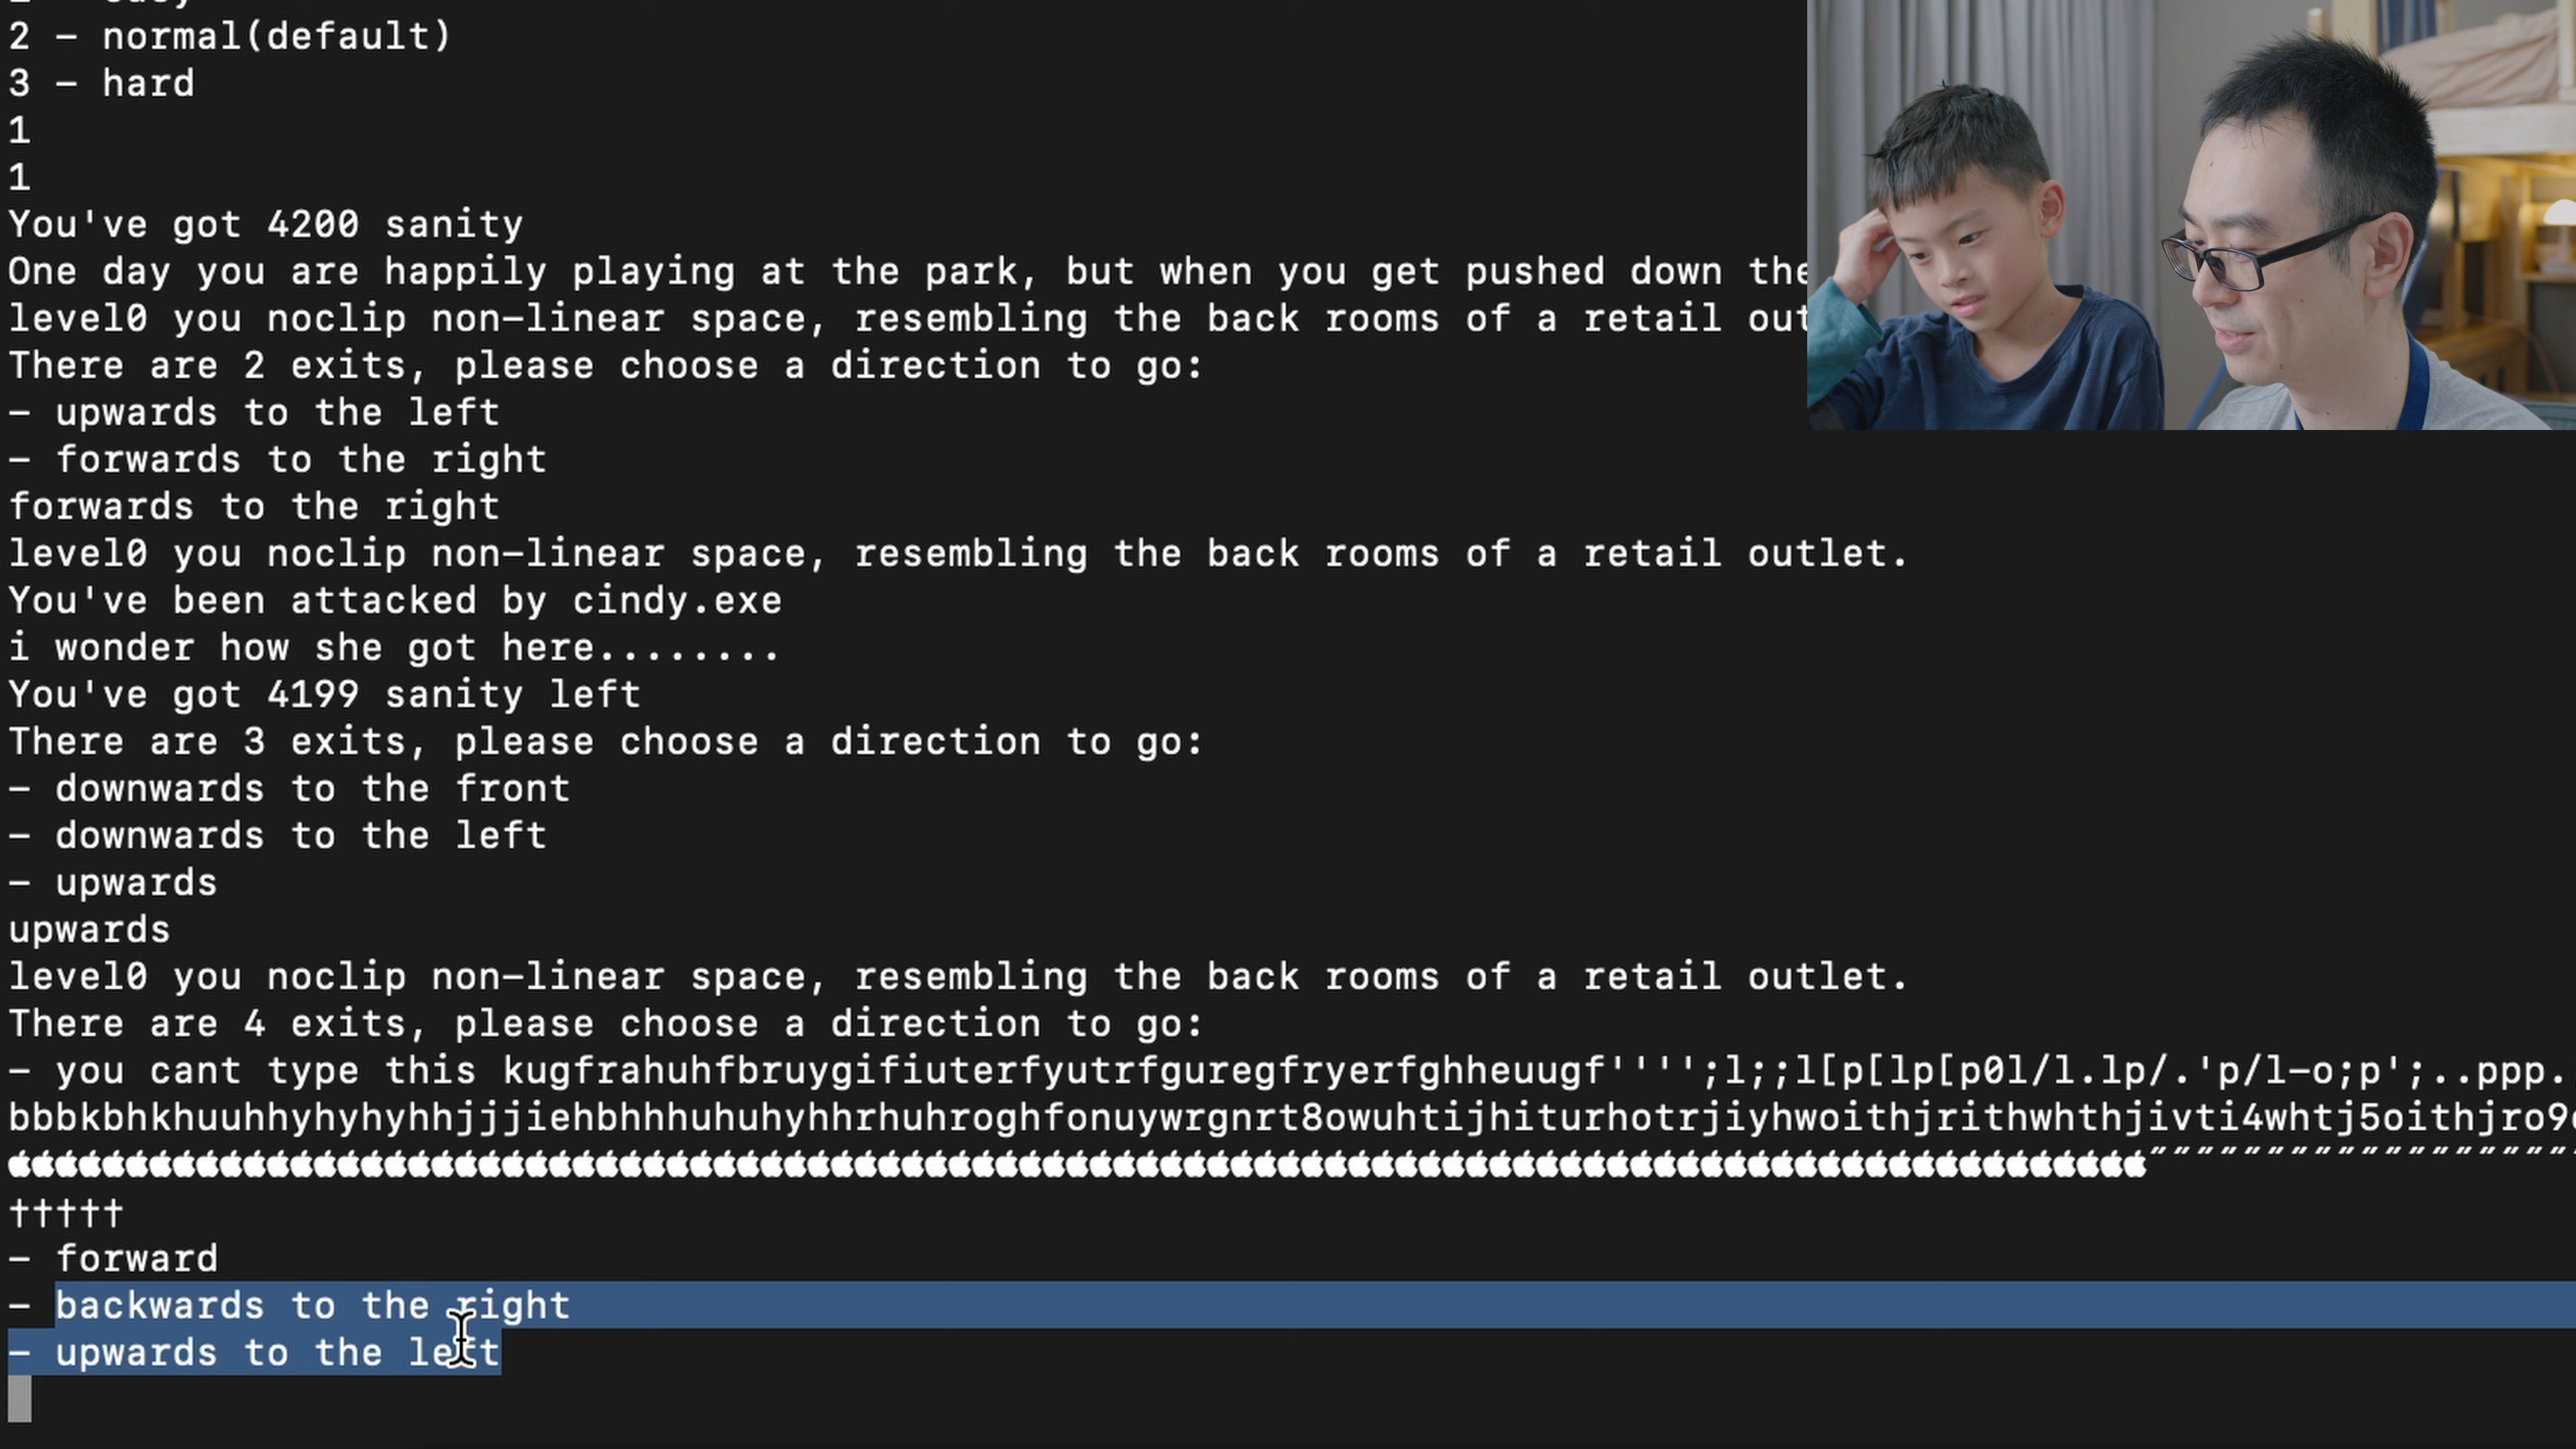 2 – normal(default)
3 – hard
1
1
You've got 4200 sanity
One day you are happily playing at the park, but when you get pushed down the
level0 you noclip non-linear space, resembling the back rooms of a retail
There are 2 exits, please choose a direction to go:
– upwards to the left
– forwards to the right
forwards to the right
level0 you noclip non-linear space, resembling the back rooms of a retail outlet.
You've been attacked by cindy.exe
i wonder how she got here........
You've got 4199 sanity left
There are 3 exits, please choose a direction to go:
– downwards to the front
– downwards to the left
– upwards
upwards
level0 you noclip non-linear space, resembling the back rooms of a retail outlet.
There are 4 exits, please choose a direction to go:
– you cant type this kugfrahuhfbruygifiuterfyutrfguregfryerfghheuugf'''';l;;l[p[lp[p0l/l.lp/.'p/l-o;p';..ppp.
†††††
– forward
– backwards to the right
– upwards to the left